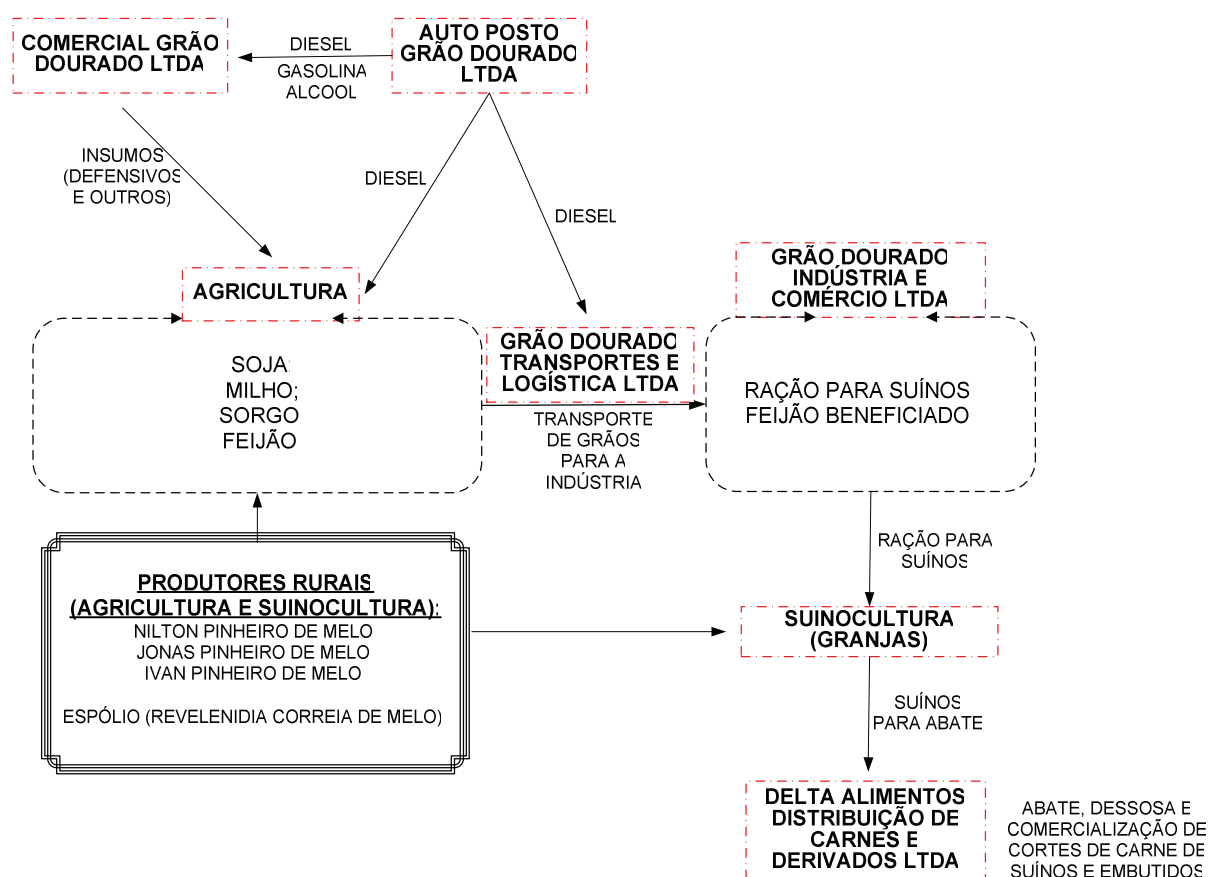 COMERCIAL GRÃO
DOURADO LTDA
DIESEL
GASOLINA
ALCOOL
AUTO POSTO
GRÃO DOURADO
LTDA
INSUMOS
(DEFENSIVOS
E OUTROS)
DIESEL
DIESEL
AGRICULTURA
SOJA;
MILHO;
SORGO
FEIJÃO
GRÃO DOURADO
TRANSPORTES E
LOGÍSTICA LTDA
TRANSPORTE
DE GRÃOS
PARA A
INDÚSTRIA
GRÃO DOURADO
INDÚSTRIA E
COMÉRCIO LTDA
RAÇÃO PARA SUÍNOS
FEIJÃO BENEFICIADO
PRODUTORES RURAIS
(AGRICULTURA E SUINOCULTURA):
NILTON PINHEIRO DE MELO
JONAS PINHEIRO DE MELO
IVAN PINHEIRO DE MELO
ESPÓLIO (REVELENIDIA CORREIA DE MELO)
RAÇÃO PARA
SUÍNOS
SUINOCULTURA
(GRANJAS)
SUÍNOS
PARA ABATE
DELTA ALIMENTOS
DISTRIBUIÇÃO DE
CARNES E
DERIVADOS LTDA
ABATE, DESSOSA E
COMERCIALIZAÇÃO DE
CORTES DE CARNE DE
SUÍNOS E EMBUTIDOS